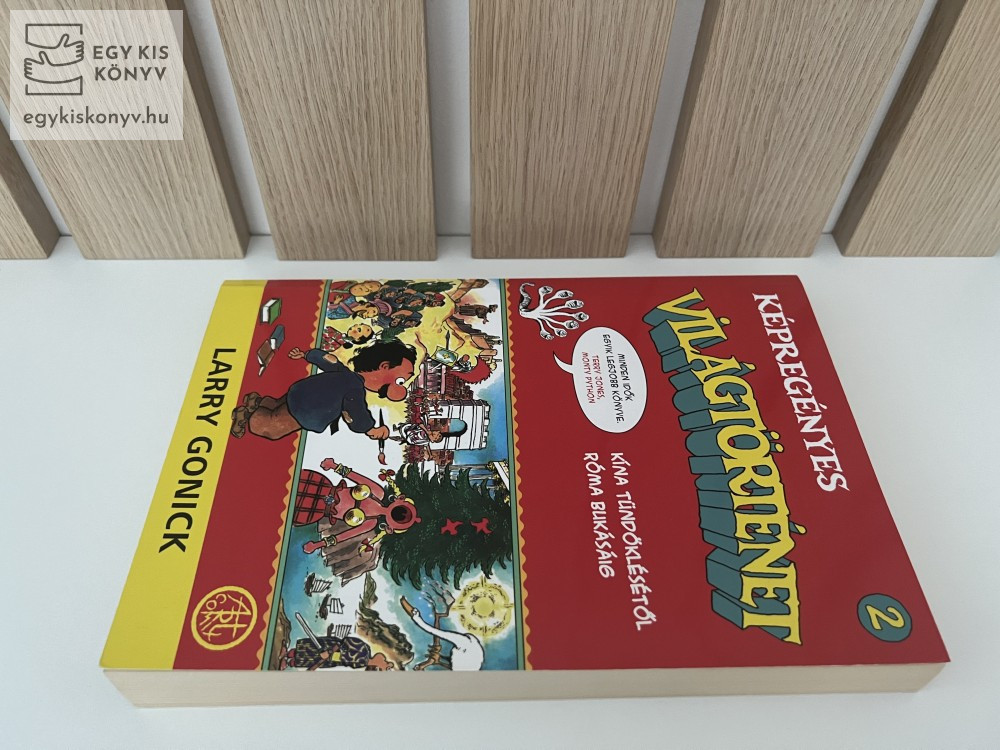 EGY KIS
KÖNYV
egykiskonyv.hu
KÉPREGÉNYES
VILÁGTÖRTÉNET
2
MINDEN IDŐK
EGYIK LEGJOBB KÖNYVE.
TERRY JONES,
MONTY PYTHON
KÍNA TÜNDÖKLÉSÉTŐL
RÓMA BUKÁSÁIG
LARRY GONICK